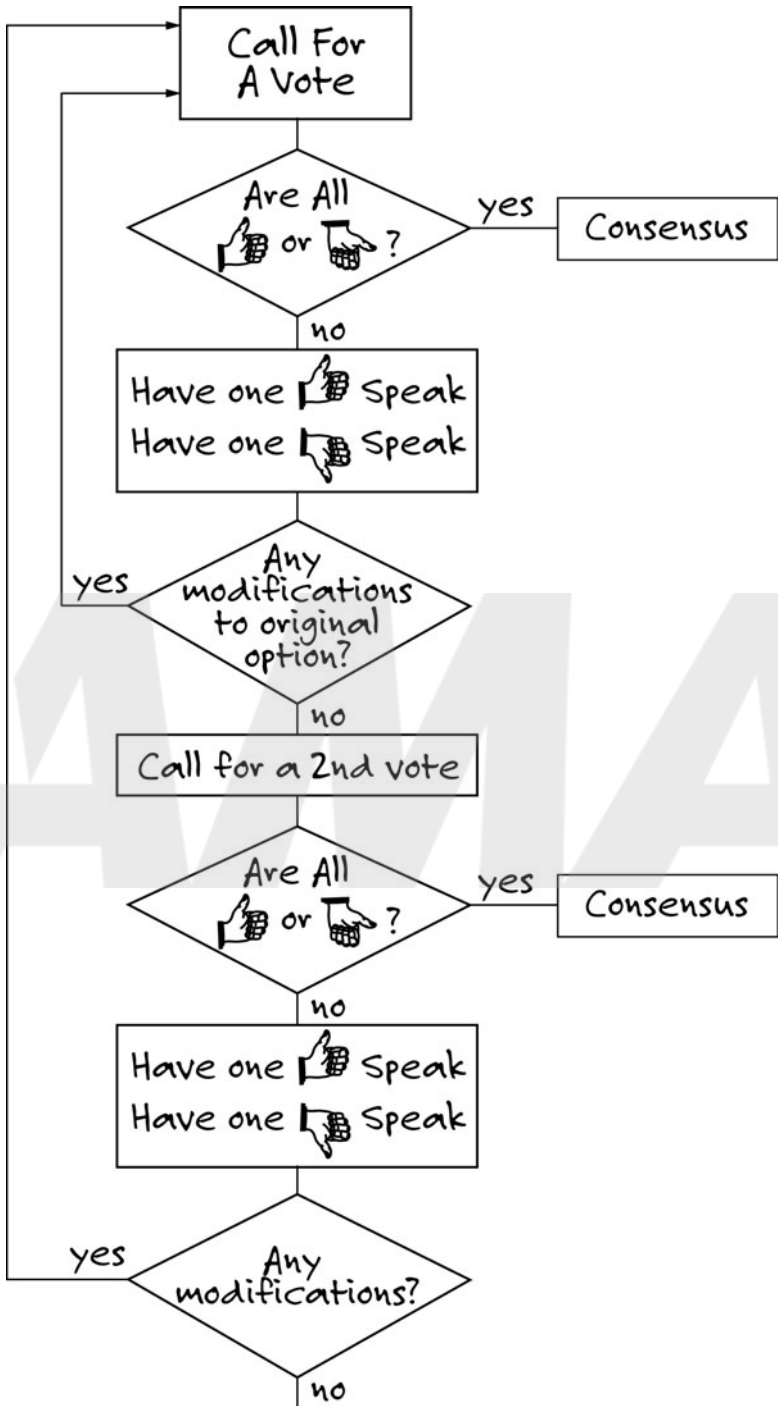 Call For
A Vote
Are All
or ?
yes
Consensus
no
Have one Speak
Have one Speak
Any
modifications
to original
option?
yes
no
Call for a 2nd vote
Are All
or ?
yes
Consensus
no
Have one Speak
Have one Speak
yes
Any
modifications?
no
AMA